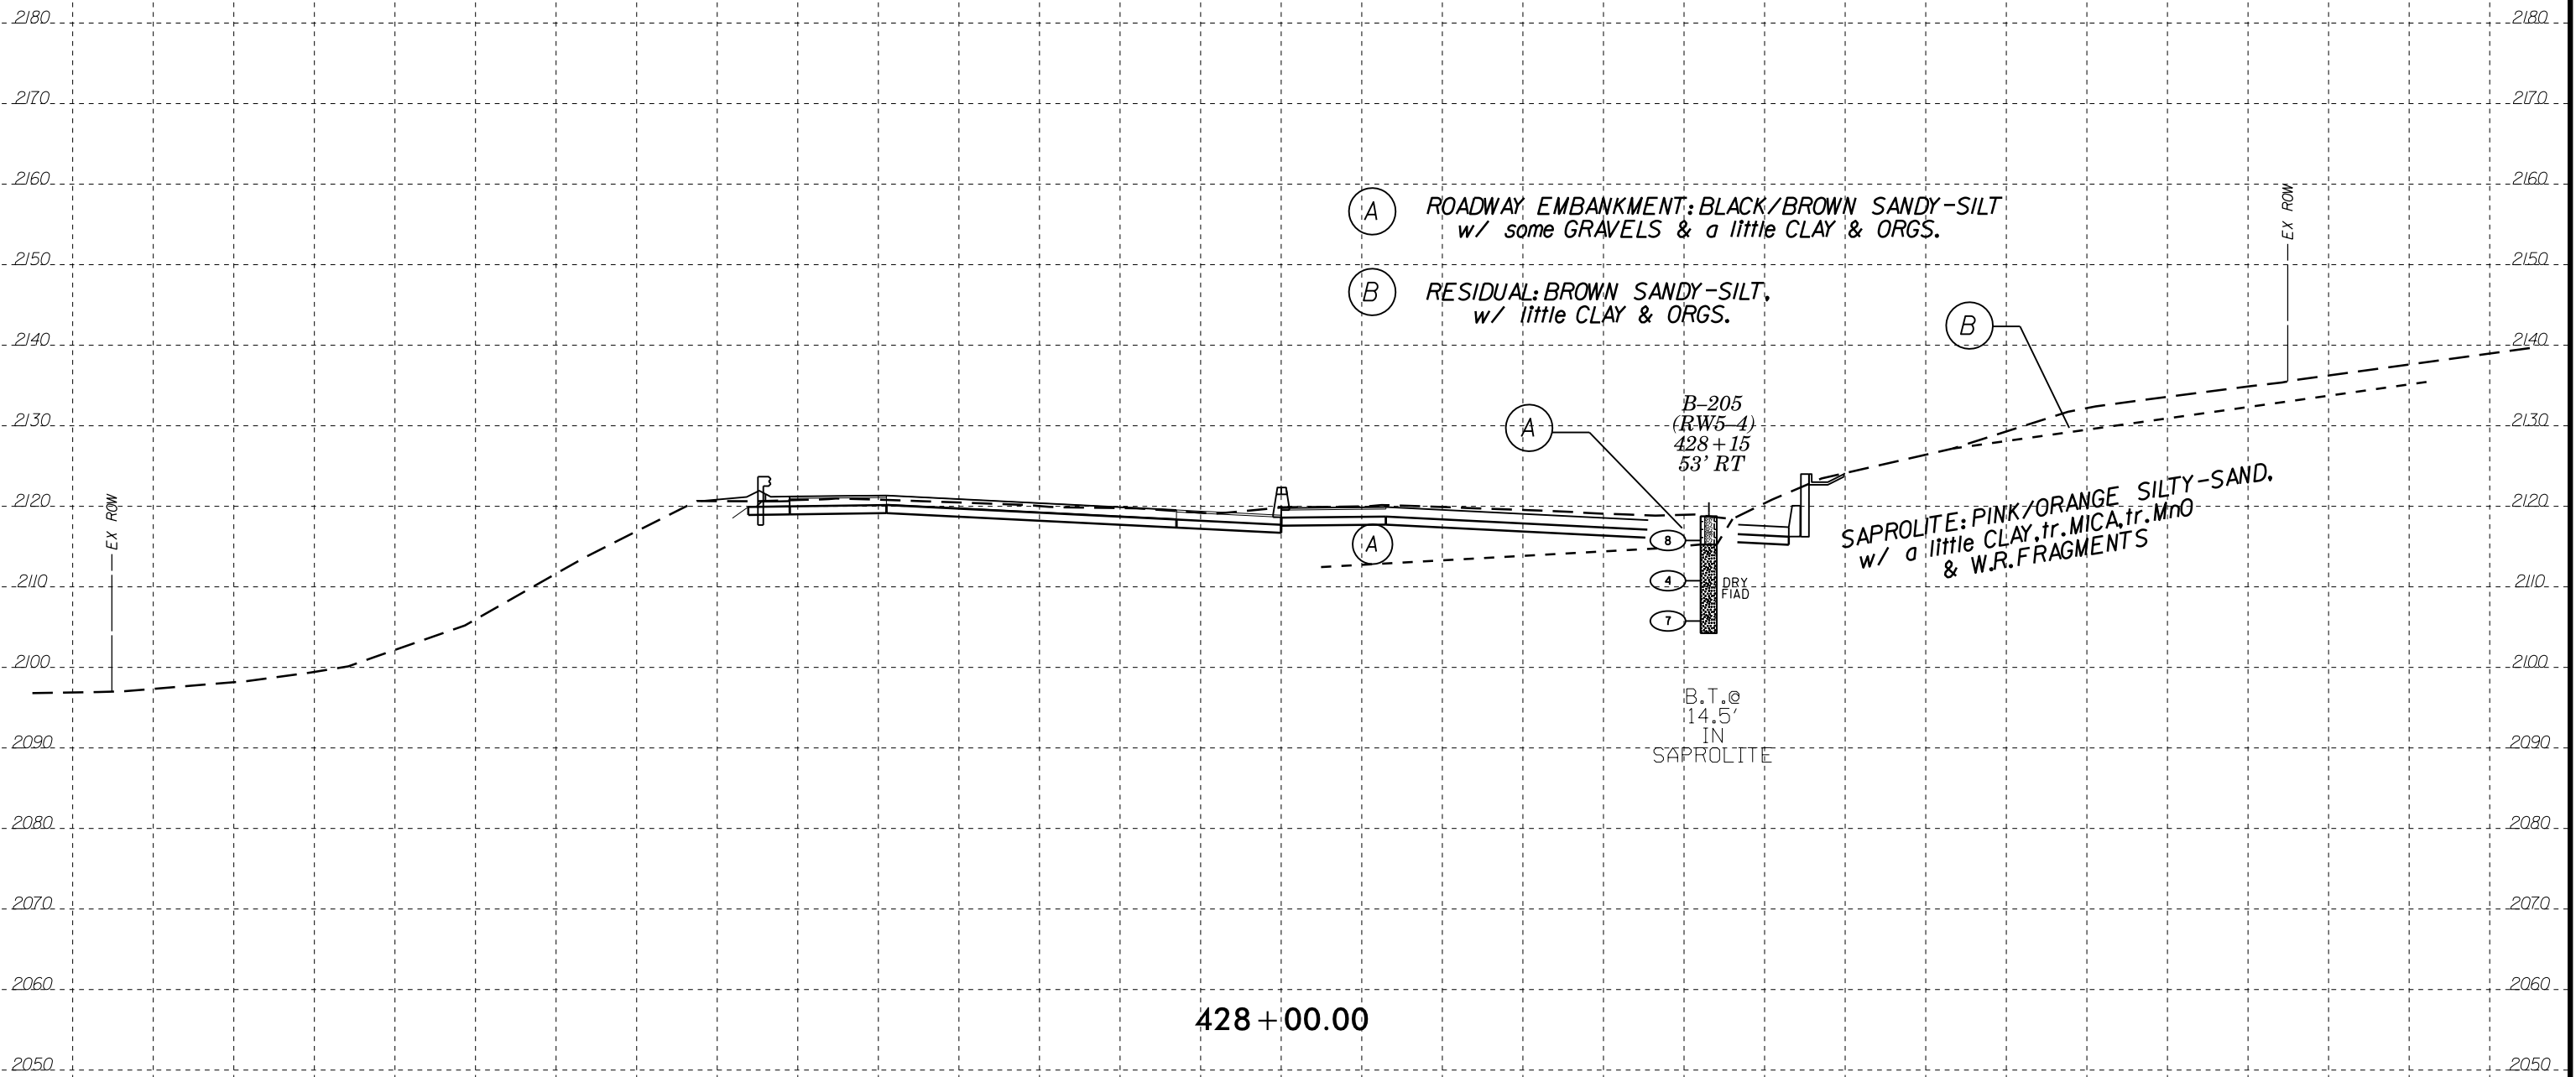 2180 2180
2170 2170
2160 2160
EX ROW
A ROADWAY EMBANKMENT: BLACK/BROWN SANDY-SILT
w/ some GRAVELS & a little CLAY & ORGS.
2150 2150
B RESIDUAL: BROWN SANDY-SILT,
w/ little CLAY & ORGS.
B
2140 2140
B-205
(RW5-4)
428+15
53' RT
A
2130 2130
2120 2120
EX ROW
SAPROLITE: PINK/ORANGE SILTY-SAND,
w/ a little CLAY, tr. MICA, tr. MnO
& W.R. FRAGMENTS
8
A
4
DRY
FIAD
2110 2110
7
2100 2100
B.T.@
14.5'
IN
SAPROLITE
2090 2090
2080 2080
2070 2070
2060 2060
428+00.00
2050 2050